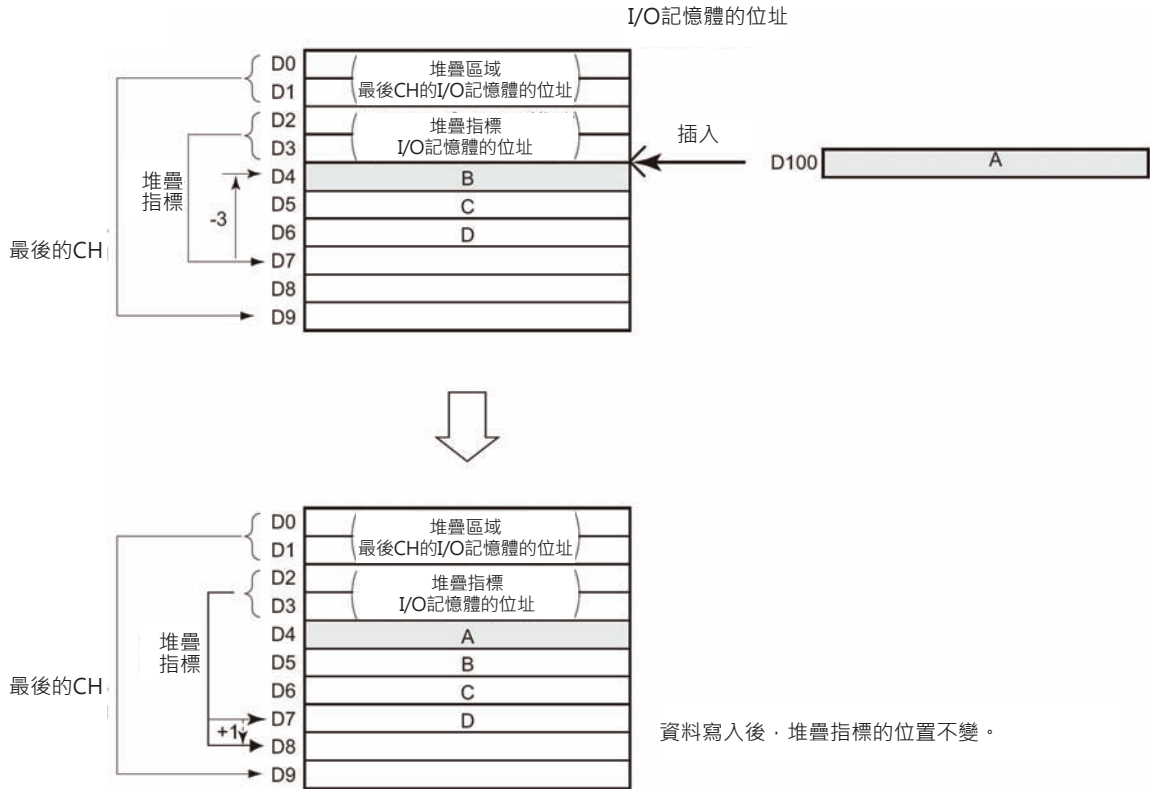 I/O記憶體的位址
D0
堆疊區域
D1
最後CH的I/O記憶體的位址
D2
堆疊指標
D3
I/O記憶體的位址
插入
D100
A
堆疊
指標
-3
D4
B
D5
C
D6
D
最後的CH
D7
D8
D9
D0
堆疊區域
D1
最後CH的I/O記憶體的位址
D2
堆疊指標
D3
I/O記憶體的位址
堆疊
指標
D4
A
D5
B
最後的CH
D6
C
+1
D7
D
資料寫入後，堆疊指標的位置不變。
D8
D9